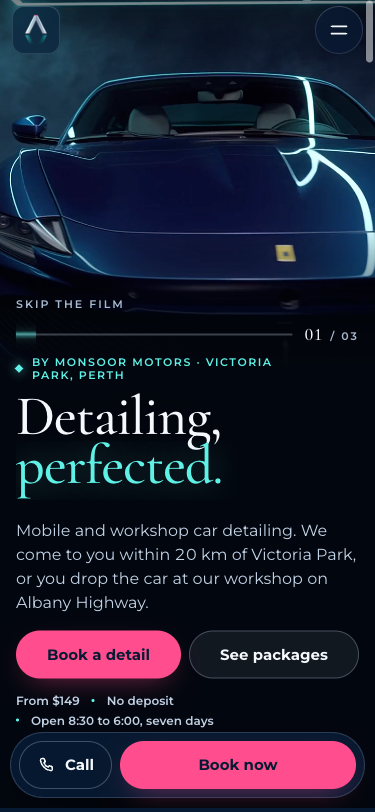 SKIP THE FILM
01 / 03
BY MONSOOR MOTORS · VICTORIA
PARK, PERTH
Detailing,
perfected.
Mobile and workshop car detailing. We
come to you within 20 km of Victoria Park,
or you drop the car at our workshop on
Albany Highway.
Book a detail
See packages
From $149 • No deposit
• Open 8:30 to 6:00, seven days
Call
Book now